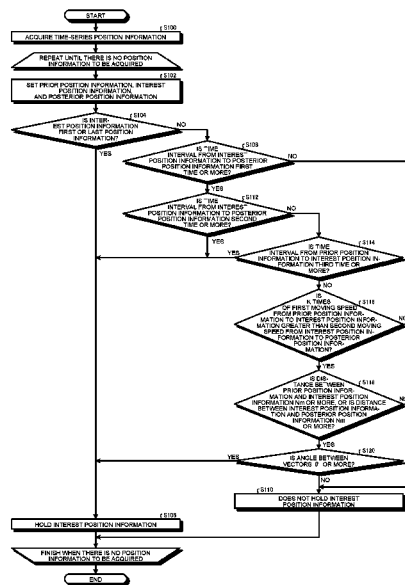 START
S100
ACQUIRE TIME-SERIES POSITION INFORMATION
REPEAT UNTIL THERE IS NO POSITION
INFORMATION TO BE ACQUIRED
S102
SET PRIOR POSITION INFORMATION, INTEREST
POSITION INFORMATION,
AND POSTERIOR POSITION INFORMATION
S104
IS INTER-
EST POSITION INFORMATION
FIRST OR LAST POSITION
INFORMATION?
NO
YES
S108
IS TIME
INTERVAL FROM INTEREST
POSITION INFORMATION TO POSTERIOR
POSITION INFORMATION FIRST
TIME OR MORE?
NO
YES
S112
IS TIME
INTERVAL FROM INTEREST
POSITION INFORMATION TO POSTERIOR
POSITION INFORMATION SECOND
TIME OR MORE?
NO
YES
S114
IS TIME
INTERVAL FROM PRIOR POSITION
INFORMATION TO INTEREST POSITION IN-
FORMATION THIRD TIME OR
MORE?
YES
NO
S116
IS
K TIMES
OF FIRST MOVING SPEED
FROM PRIOR POSITION INFOR-
MATION TO INTEREST POSITION INFOR-
MATION GREATER THAN SECOND MOVING
SPEED FROM INTEREST POSITION IN-
FORMATION TO POSTERIOR
POSITION INFOR-
MATION?
NO
YES
S118
IS DIS-
TANCE BETWEEN
PRIOR POSITION INFOR-
MATION AND INTEREST POSITION
INFORMATION Nm OR MORE, OR IS DISTANCE
BETWEEN INTEREST POSITION INFORMA-
TION AND POSTERIOR POSITION
INFORMATION Nm
OR MORE?
NO
YES
S120
IS ANGLE BETWEEN
VECTORS OR MORE?
YES
NO
S110
DOES NOT HOLD INTEREST
POSITION INFORMATION
S106
HOLD INTEREST POSITION INFORMATION
FINISH WHEN THERE IS NO POSITION
INFORMATION TO BE ACQUIRED
END